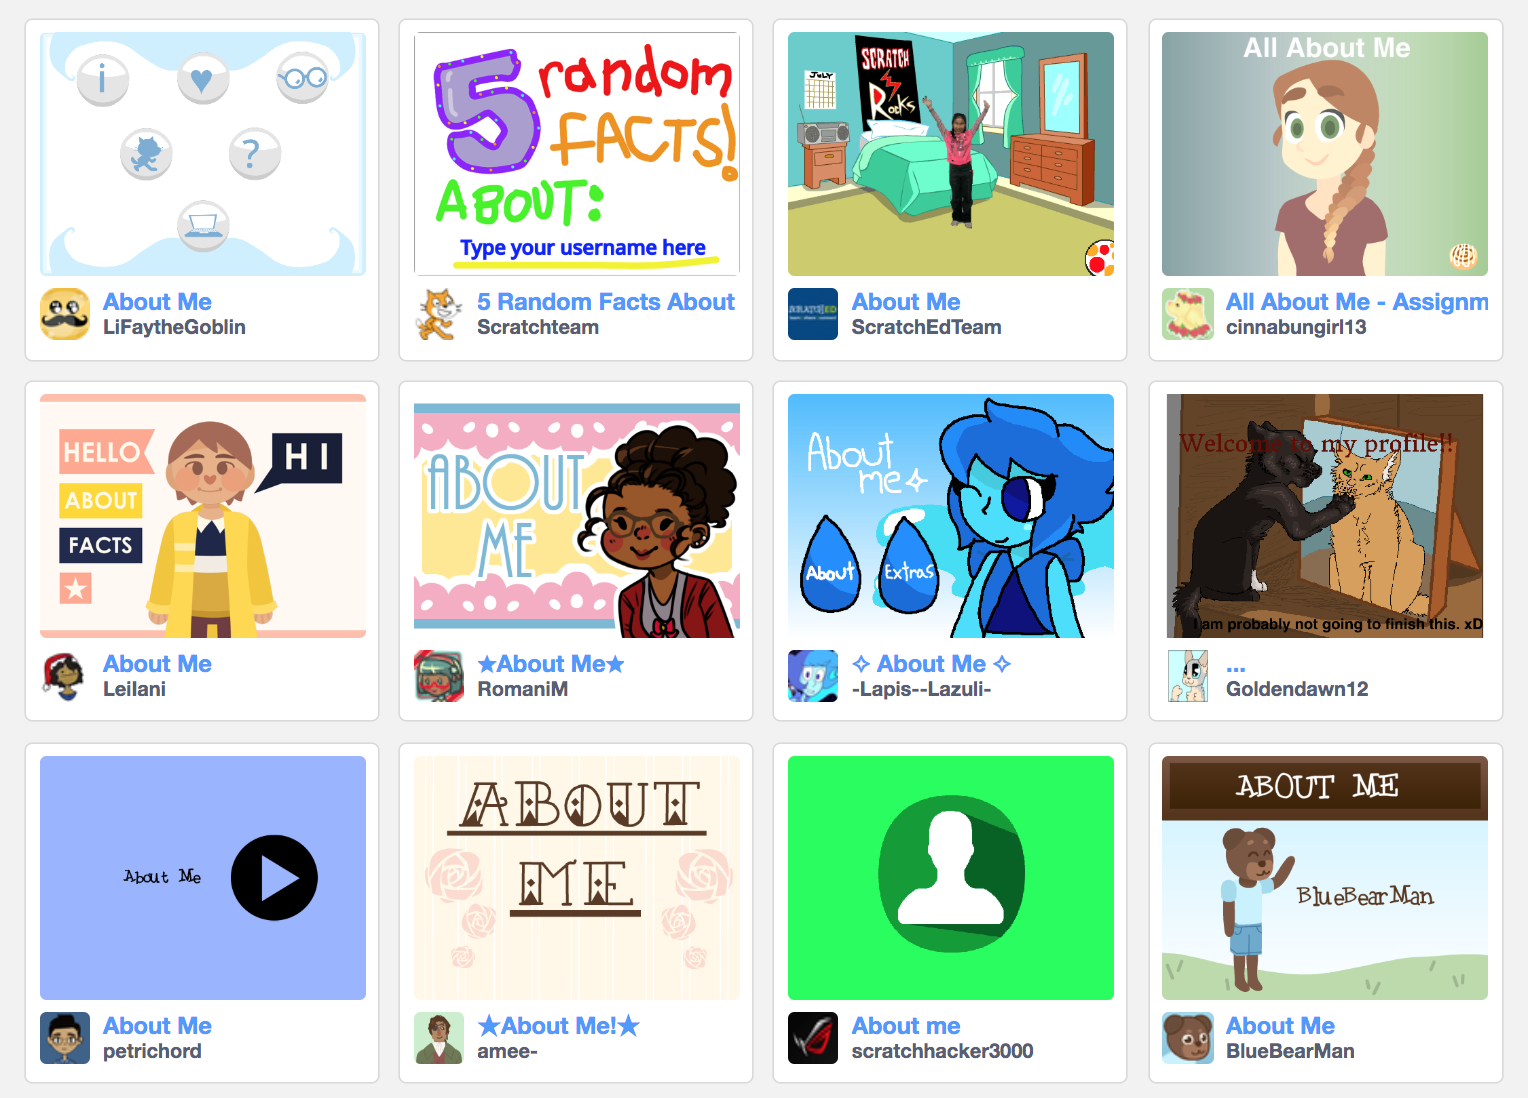 i
?
About Me
LiFaytheGoblin
5 random
FACTS!
ABOUT:
Type your username here
5 Random Facts About
Scratchteam
JULY
SCRATCH
Rocks
About Me
ScratchEdTeam
All About Me
All About Me - Assignm
cinnabungirl13
HELLO
ABOUT
FACTS
HI
About Me
Leilani
ABOUT
ME
★About Me★
RomaniM
About
me✧
About
Extras
✧ About Me ✧
-Lapis--Lazuli-
Welcome to my profile!!
I am probably not going to finish this. xD
...
Goldendawn12
About Me
About Me
petrichord
ABOUT
ME
★About Me!★
amee-
About me
scratchhacker3000
ABOUT ME
BlueBearMan
About Me
BlueBearMan